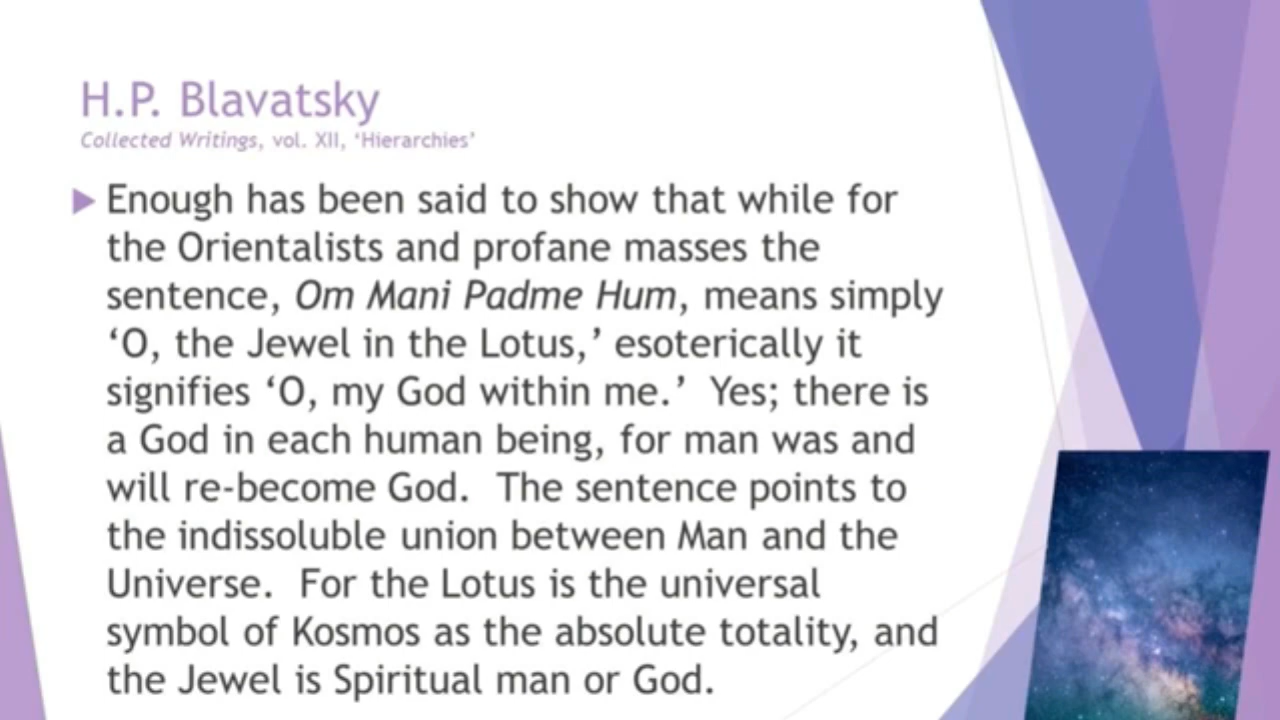 H.P. Blavatsky
Collected Writings, vol. XII, ‘Hierarchies’
Enough has been said to show that while for
the Orientalists and profane masses the
sentence, Om Mani Padme Hum, means simply
‘O, the Jewel in the Lotus,’ esoterically it
signifies ‘O, my God within me.’ Yes; there is
a God in each human being, for man was and
will re-become God. The sentence points to
the indissoluble union between Man and the
Universe. For the Lotus is the universal
symbol of Kosmos as the absolute totality, and
the Jewel is Spiritual man or God.